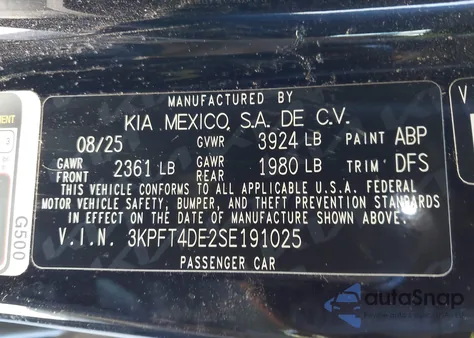 MANUFACTURED BY
KIA MEXICO, S.A. DE C.V.
08/25 GVWR 3924 LB PAINT ABP
GAWR FRONT 2361 LB GAWR REAR 1980 LB TRIM DFS
THIS VEHICLE CONFORMS TO ALL APPLICABLE U.S.A. FEDERAL
MOTOR VEHICLE SAFETY, BUMPER, AND THEFT PREVENTION STANDARDS
IN EFFECT ON THE DATE OF MANUFACTURE SHOWN ABOVE.
V.I.N. 3KPFT4DE2SE191025
PASSENGER CAR
G500
autoSnap